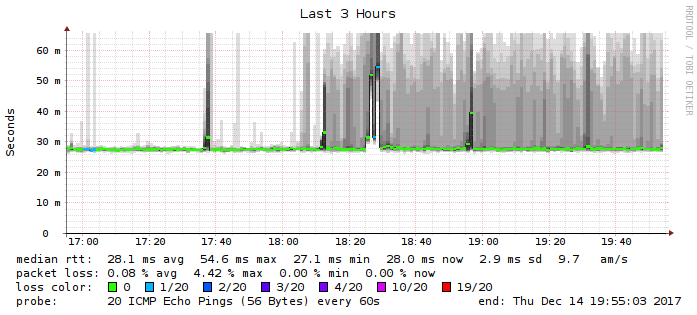 Last 3 Hours
RRDTOOL / TOBI OETIKER
Seconds
60 m
50 m
40 m
30 m
20 m
10 m
0
17:00 17:20 17:40 18:00 18:20 18:40 19:00 19:20 19:40
median rtt: 28.1 ms avg 54.6 ms max 27.1 ms min 28.0 ms now 2.9 ms sd 9.7 am/s
packet loss: 0.08 % avg 4.42 % max 0.00 % min 0.00 % now
loss color: 0 1/20 2/20 3/20 4/20 10/20 19/20
probe: 20 ICMP Echo Pings (56 Bytes) every 60s end: Thu Dec 14 19:55:03 2017